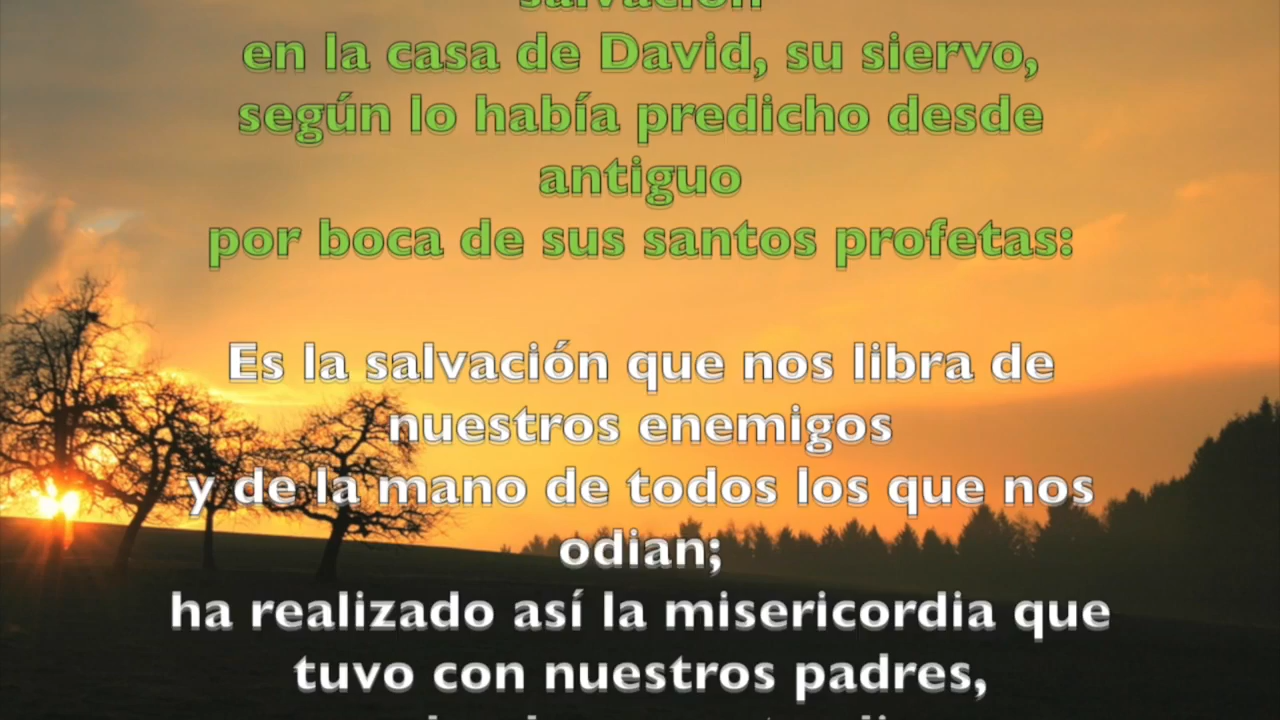 salvación
en la casa de David, su siervo,
según lo había predicho desde
antiguo
por boca de sus santos profetas:
Es la salvación que nos libra de
nuestros enemigos
y de la mano de todos los que nos
odian;
ha realizado así la misericordia que
tuvo con nuestros padres,